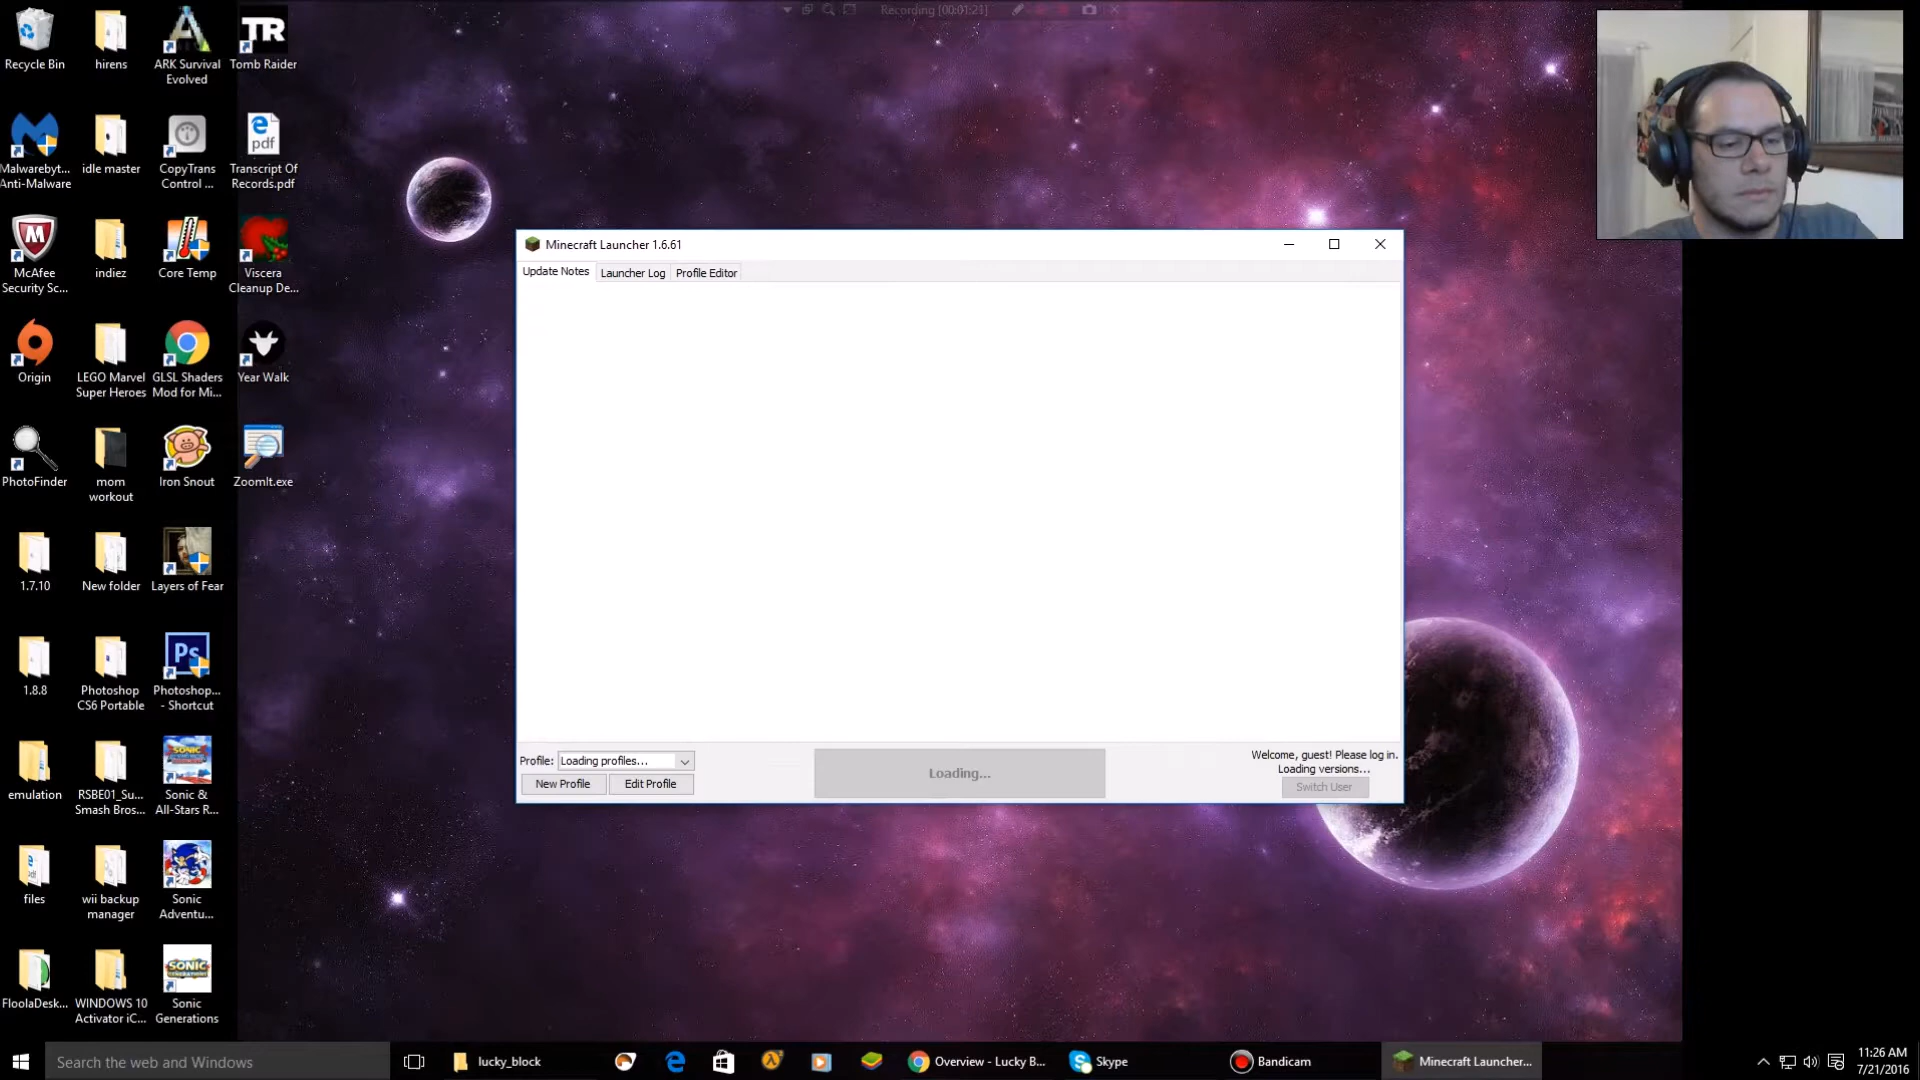 Recording [00:01:21]
Recycle Bin
hirens
ARK Survival
Evolved
TR
Tomb Raider
Malwarebyt...
Anti-Malware
idle master
CopyTrans
Control ...
pdf
Transcript Of
Records.pdf
McAfee
Security Sc...
indiez
Core Temp
Viscera
Cleanup De...
Origin
LEGO Marvel
Super Heroes
GLSL Shaders
Mod for Mi...
Year Walk
PhotoFinder
mom
workout
Iron Snout
ZoomIt.exe
1.7.10
New folder
Layers of Fear
1.8.8
Photoshop
CS6 Portable
Ps
Photoshop...
- Shortcut
emulation
RSBE01_Su...
Smash Bros...
Sonic &
All-Stars R...
files
wii backup
manager
Sonic
Adventu...
FloolaDesk...
WINDOWS 10
Activator iC...
SONIC
Sonic
Generations
Minecraft Launcher 1.6.61
Update Notes
Launcher Log
Profile Editor
Profile:
Loading profiles...
New Profile
Edit Profile
Loading...
Welcome, guest! Please log in.
Loading versions...
Switch User
Search the web and Windows
lucky_block
Overview - Lucky B...
Skype
Bandicam
Minecraft Launcher...
11:26 AM
7/21/2016